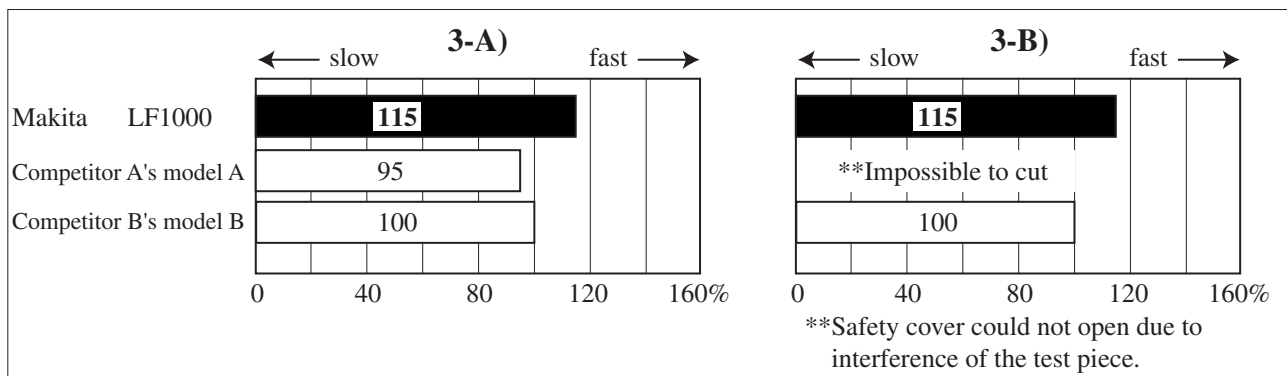 3-A)
slow fast
Makita LF1000 115
Competitor A's model A 95
Competitor B's model B 100
0 40 80 120 160%
3-B)
slow fast
115
**Impossible to cut
100
0 40 80 120 160%
**Safety cover could not open due to
interference of the test piece.